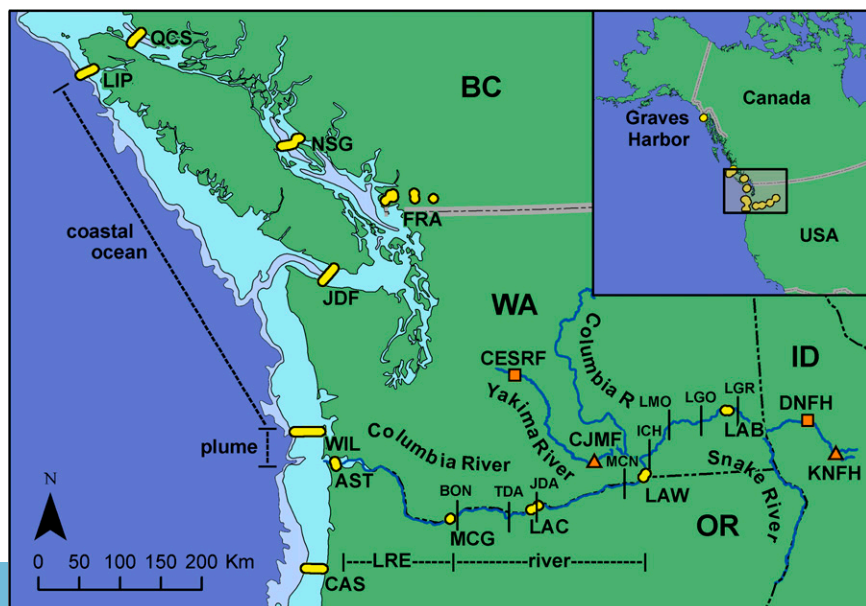 QCS
LIP
BC
NSG
FRA
coastal
ocean
JDF
WA
Columbia R
CESRF
Yakima River
CJMF
LMO
LGO
LGR
ICH
LAB
ID
DNFH
KNFH
plume
WIL
AST
Columbia River
BON
TDA
JDA
MCN
MCG
LAC
LAW
Snake River
OR
N
0 50 100 150 200 Km
CAS
LRE
river
Canada
Graves
Harbor
USA